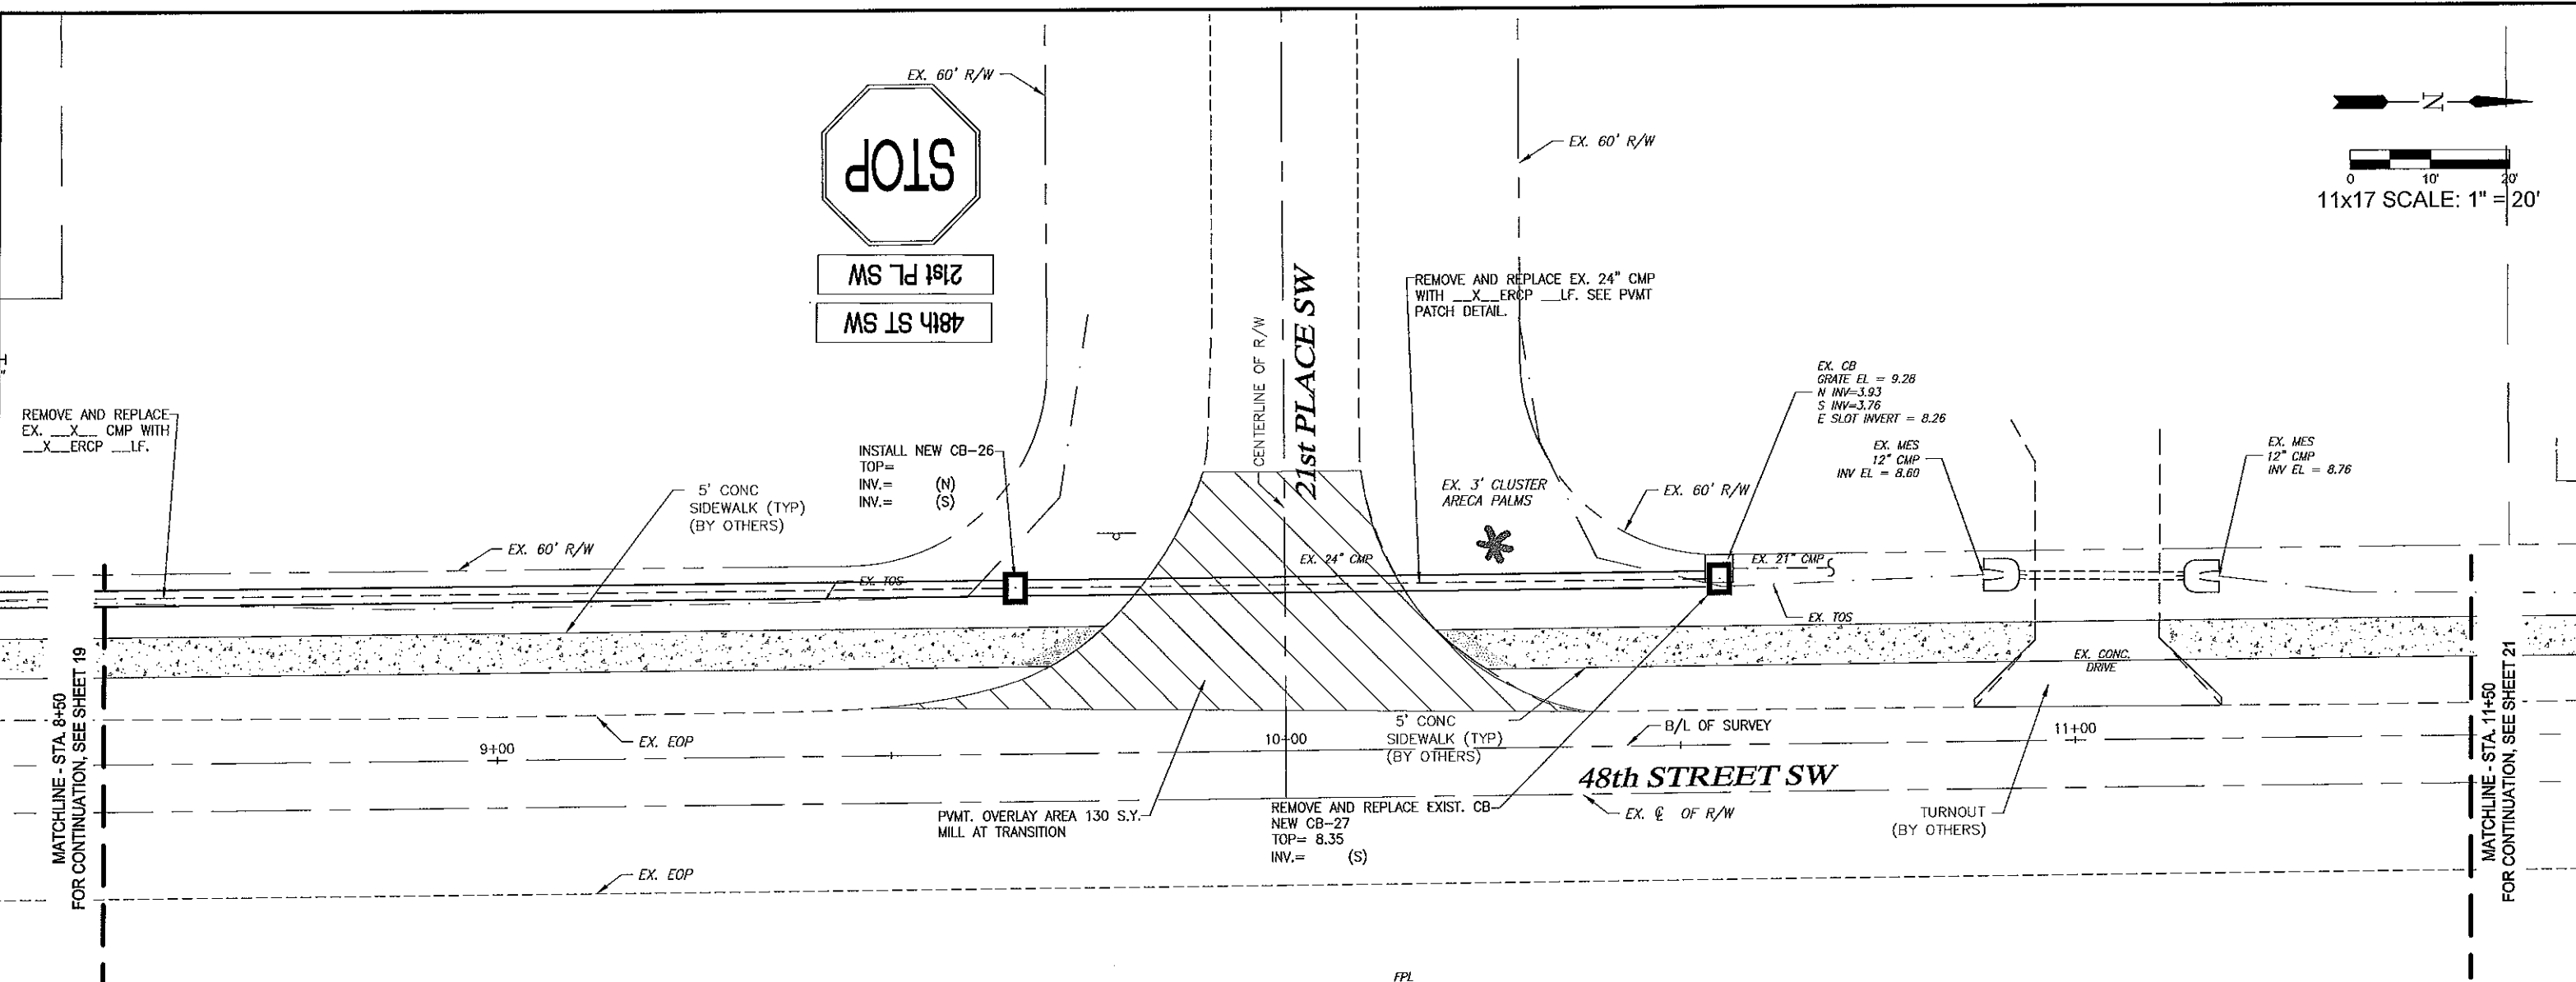 EX. 60' R/W
STOP
21st PL SW
48th ST SW
EX. 60' R/W
N
0 10' 20'
11x17 SCALE: 1" = 20'
REMOVE AND REPLACE EX. 24" CMP
WITH __X__ERCP __LF. SEE PVMT
PATCH DETAIL.
CENTERLINE OF R/W
21st PLACE SW
REMOVE AND REPLACE
EX. __X__ CMP WITH
__X__ERCP __LF.
5' CONC
SIDEWALK (TYP)
(BY OTHERS)
INSTALL NEW CB-26
TOP=
INV.= (N)
INV.= (S)
EX. 60' R/W
EX. TOS
EX. 24" CMP
EX. 3' CLUSTER
ARECA PALMS
EX. 60' R/W
EX. CB
GRATE EL = 9.28
N INV=3.93
S INV=3.76
E SLOT INVERT = 8.26
EX. MES
12" CMP
INV EL = 8.60
EX. MES
12" CMP
INV EL = 8.76
EX. 21" CMP
EX. TOS
EX. CONC.
DRIVE
MATCHLINE - STA. 8+50
FOR CONTINUATION, SEE SHEET 19
EX. EOP
9+00
10+00
5' CONC
SIDEWALK (TYP)
(BY OTHERS)
B/L OF SURVEY
11+00
48th STREET SW
PVMT. OVERLAY AREA 130 S.Y.
MILL AT TRANSITION
REMOVE AND REPLACE EXIST. CB
NEW CB-27
TOP= 8.35
INV.= (S)
EX. ℄ OF R/W
TURNOUT
(BY OTHERS)
EX. EOP
MATCHLINE - STA. 11+50
FOR CONTINUATION, SEE SHEET 21
FPL